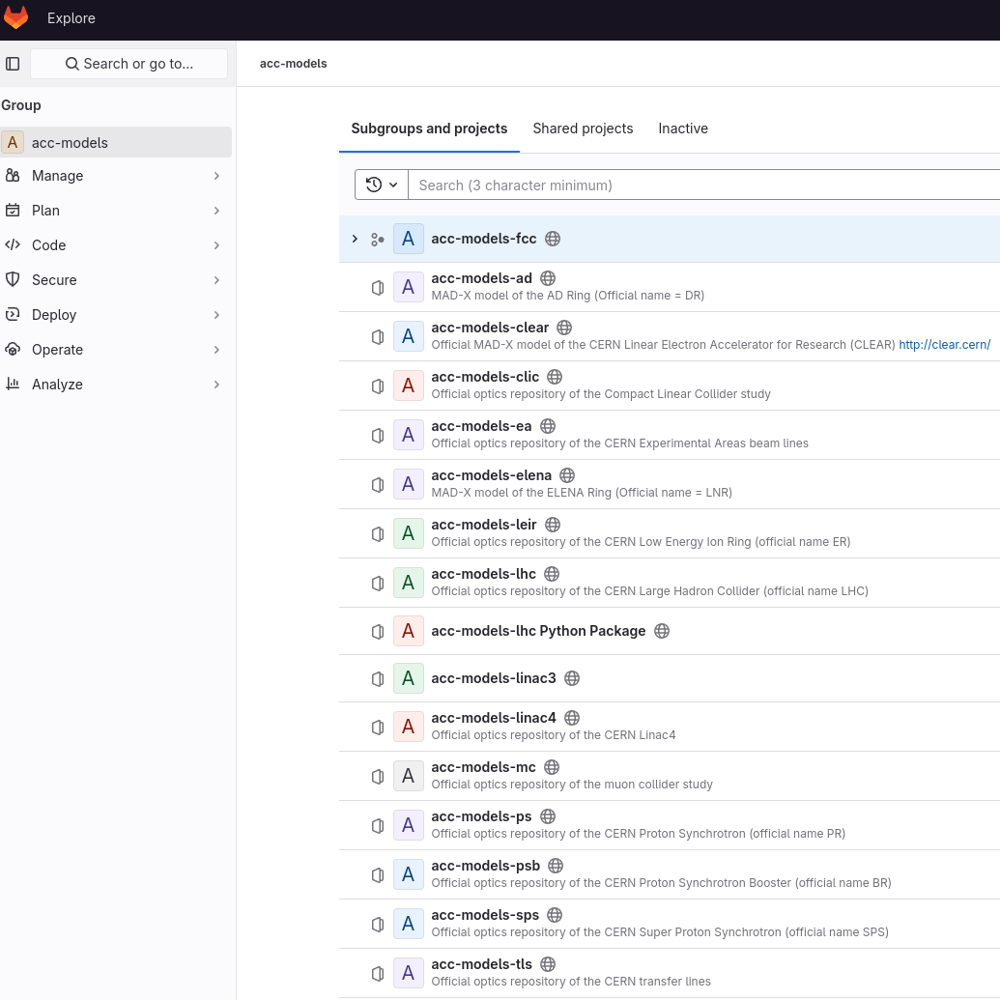 Explore
Search or go to...
acc-models
Group
A acc-models
Manage
Plan
Code
Secure
Deploy
Operate
Analyze
Subgroups and projects Shared projects Inactive
Search (3 character minimum)
A acc-models-fcc
A acc-models-ad
MAD-X model of the AD Ring (Official name = DR)
A acc-models-clear
Official MAD-X model of the CERN Linear Electron Accelerator for Research (CLEAR) http://clear.cern/
A acc-models-clic
Official optics repository of the Compact Linear Collider study
A acc-models-ea
Official optics repository of the CERN Experimental Areas beam lines
A acc-models-elena
MAD-X model of the ELENA Ring (Official name = LNR)
A acc-models-leir
Official optics repository of the CERN Low Energy Ion Ring (official name ER)
A acc-models-lhc
Official optics repository of the CERN Large Hadron Collider (official name LHC)
A acc-models-lhc Python Package
A acc-models-linac3
A acc-models-linac4
Official optics repository of the CERN Linac4
A acc-models-mc
Official optics repository of the muon collider study
A acc-models-ps
Official optics repository of the CERN Proton Synchrotron (official name PR)
A acc-models-psb
Official optics repository of the CERN Proton Synchrotron Booster (official name BR)
A acc-models-sps
Official optics repository of the CERN Super Proton Synchrotron (official name SPS)
A acc-models-tls
Official optics repository of the CERN transfer lines